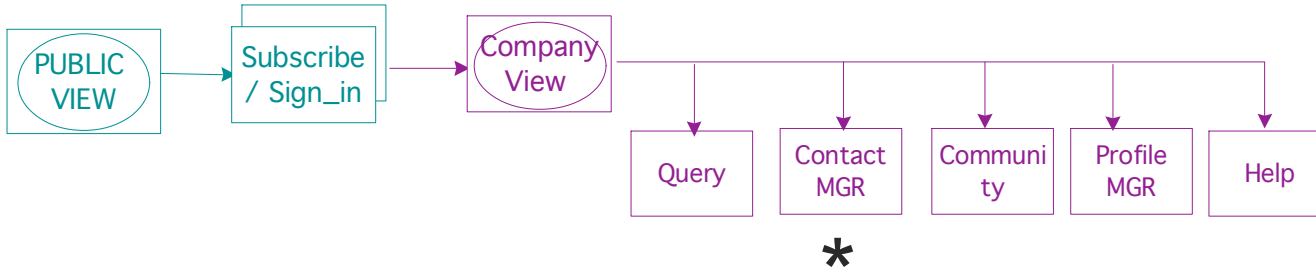 PUBLIC
VIEW
Subscribe
/ Sign_in
Company
View
Query
Contact
MGR
Communi
ty
Profile
MGR
Help
*